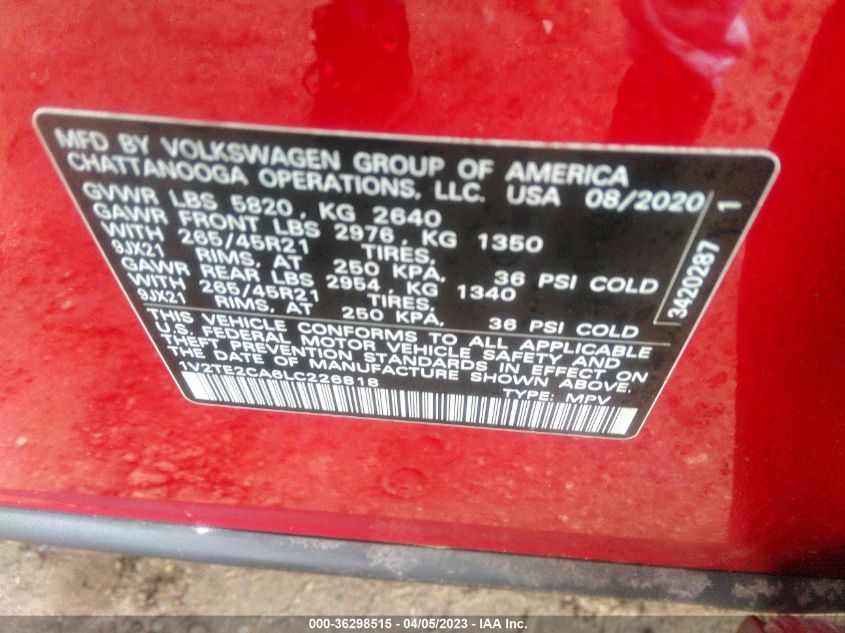 MFD BY VOLKSWAGEN GROUP OF AMERICA
CHATTANOOGA OPERATIONS, LLC. USA 08/2020
GVWR LBS 5820, KG 2640
GAWR FRONT LBS 2976, KG 1350
WITH 265/45R21 TIRES,
9JX21 RIMS, AT 250 KPA, 36 PSI COLD
GAWR REAR LBS 2954, KG 1340
WITH 265/45R21 TIRES,
9JX21 RIMS, AT 250 KPA, 36 PSI COLD
THIS VEHICLE CONFORMS TO ALL APPLICABLE
U.S. FEDERAL MOTOR VEHICLE SAFETY AND
THEFT PREVENTION STANDARDS IN EFFECT ON
THE DATE OF MANUFACTURE SHOWN ABOVE.
1V2TE2CA6LC226818 TYPE: MPV
3420287 1
000-36298515 - 04/05/2023 - IAA Inc.